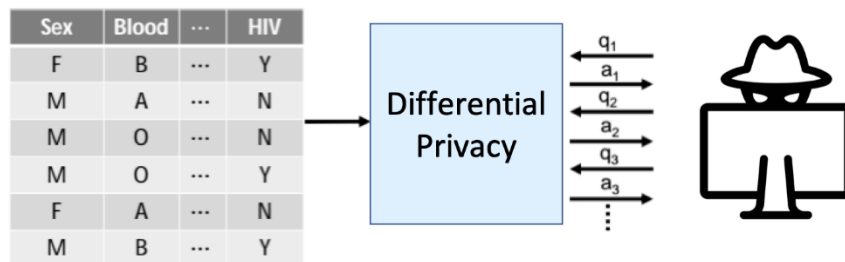 Sex Blood ... HIV
F B ... Y
M A ... N
M O ... N
M O ... Y
F A ... N
M B ... Y
Differential
Privacy
q1
a1
q2
a2
q3
a3